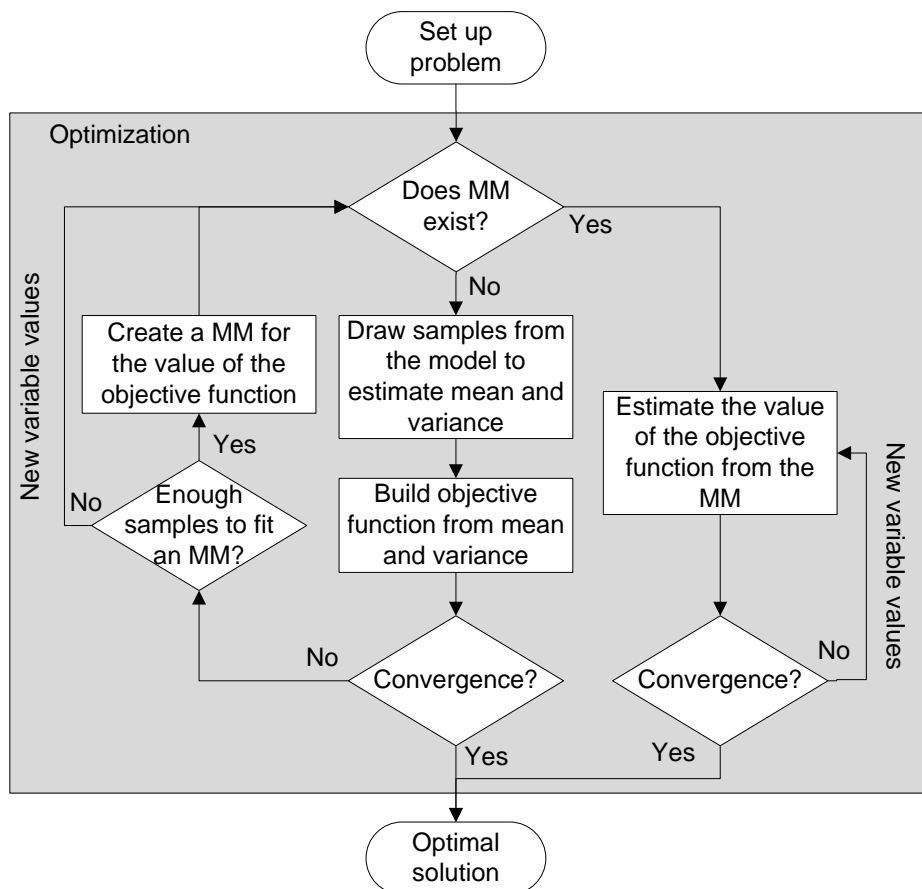 Set up
problem
Optimization
Does MM
exist?
Yes
No
New variable values
Create a MM for
the value of the
objective function
Draw samples from
the model to
estimate mean and
variance
Estimate the value
of the objective
function from the
MM
New variable values
Yes
No
Enough
samples to fit
an MM?
Build objective
function from mean
and variance
No
Convergence?
Yes
No
Convergence?
Yes
Optimal
solution